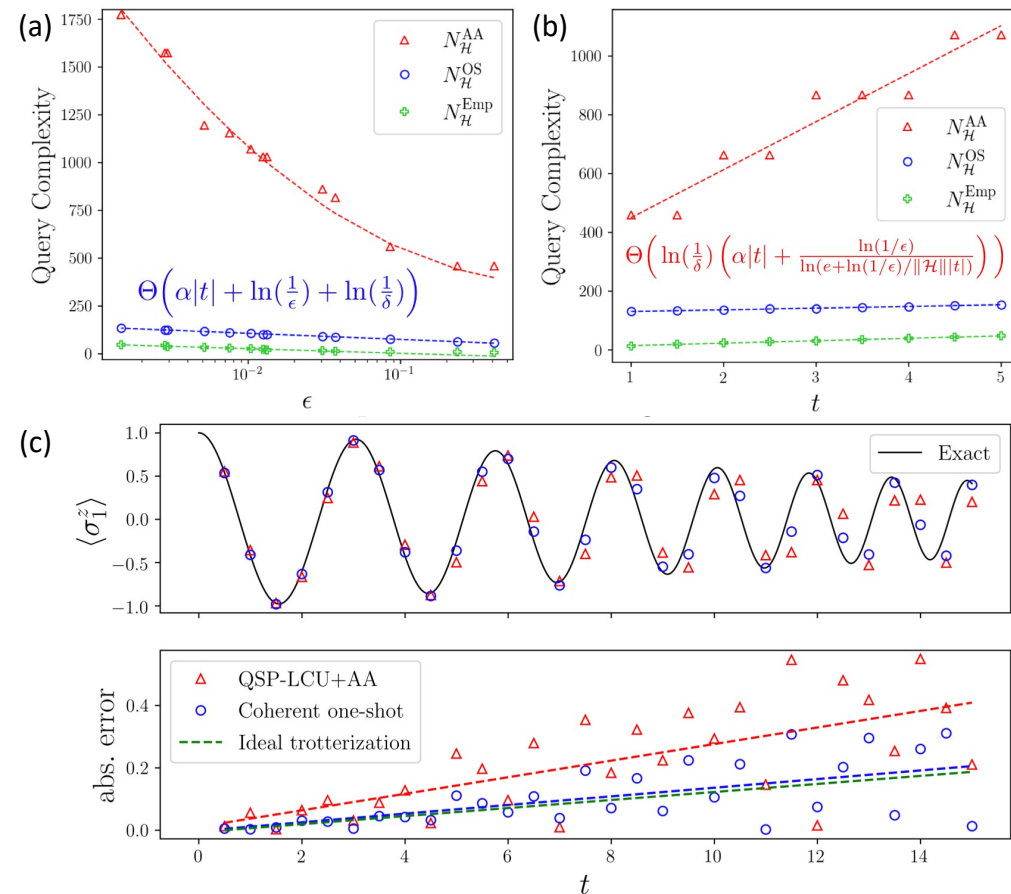 (a)
1750
1500
1250
1000
750
500
250
0
Query Complexity
N_H^AA
N_H^OS
N_H^Emp
Θ(α|t| + ln(1/ϵ) + ln(1/δ))
10^-2
10^-1
ϵ
(b)
1000
800
600
400
200
0
Query Complexity
N_H^AA
N_H^OS
N_H^Emp
Θ(ln(1/δ)(α|t| + ln(1/ϵ)/ln(e+ln(1/ϵ)/‖H‖|t|)))
1 2 3 4 5
t
(c)
1.0
0.5
0.0
−0.5
−1.0
⟨σ_1^z⟩
Exact
0.4
0.2
0.0
abs. error
QSP-LCU+AA
Coherent one-shot
Ideal trotterization
0 2 4 6 8 10 12 14
t